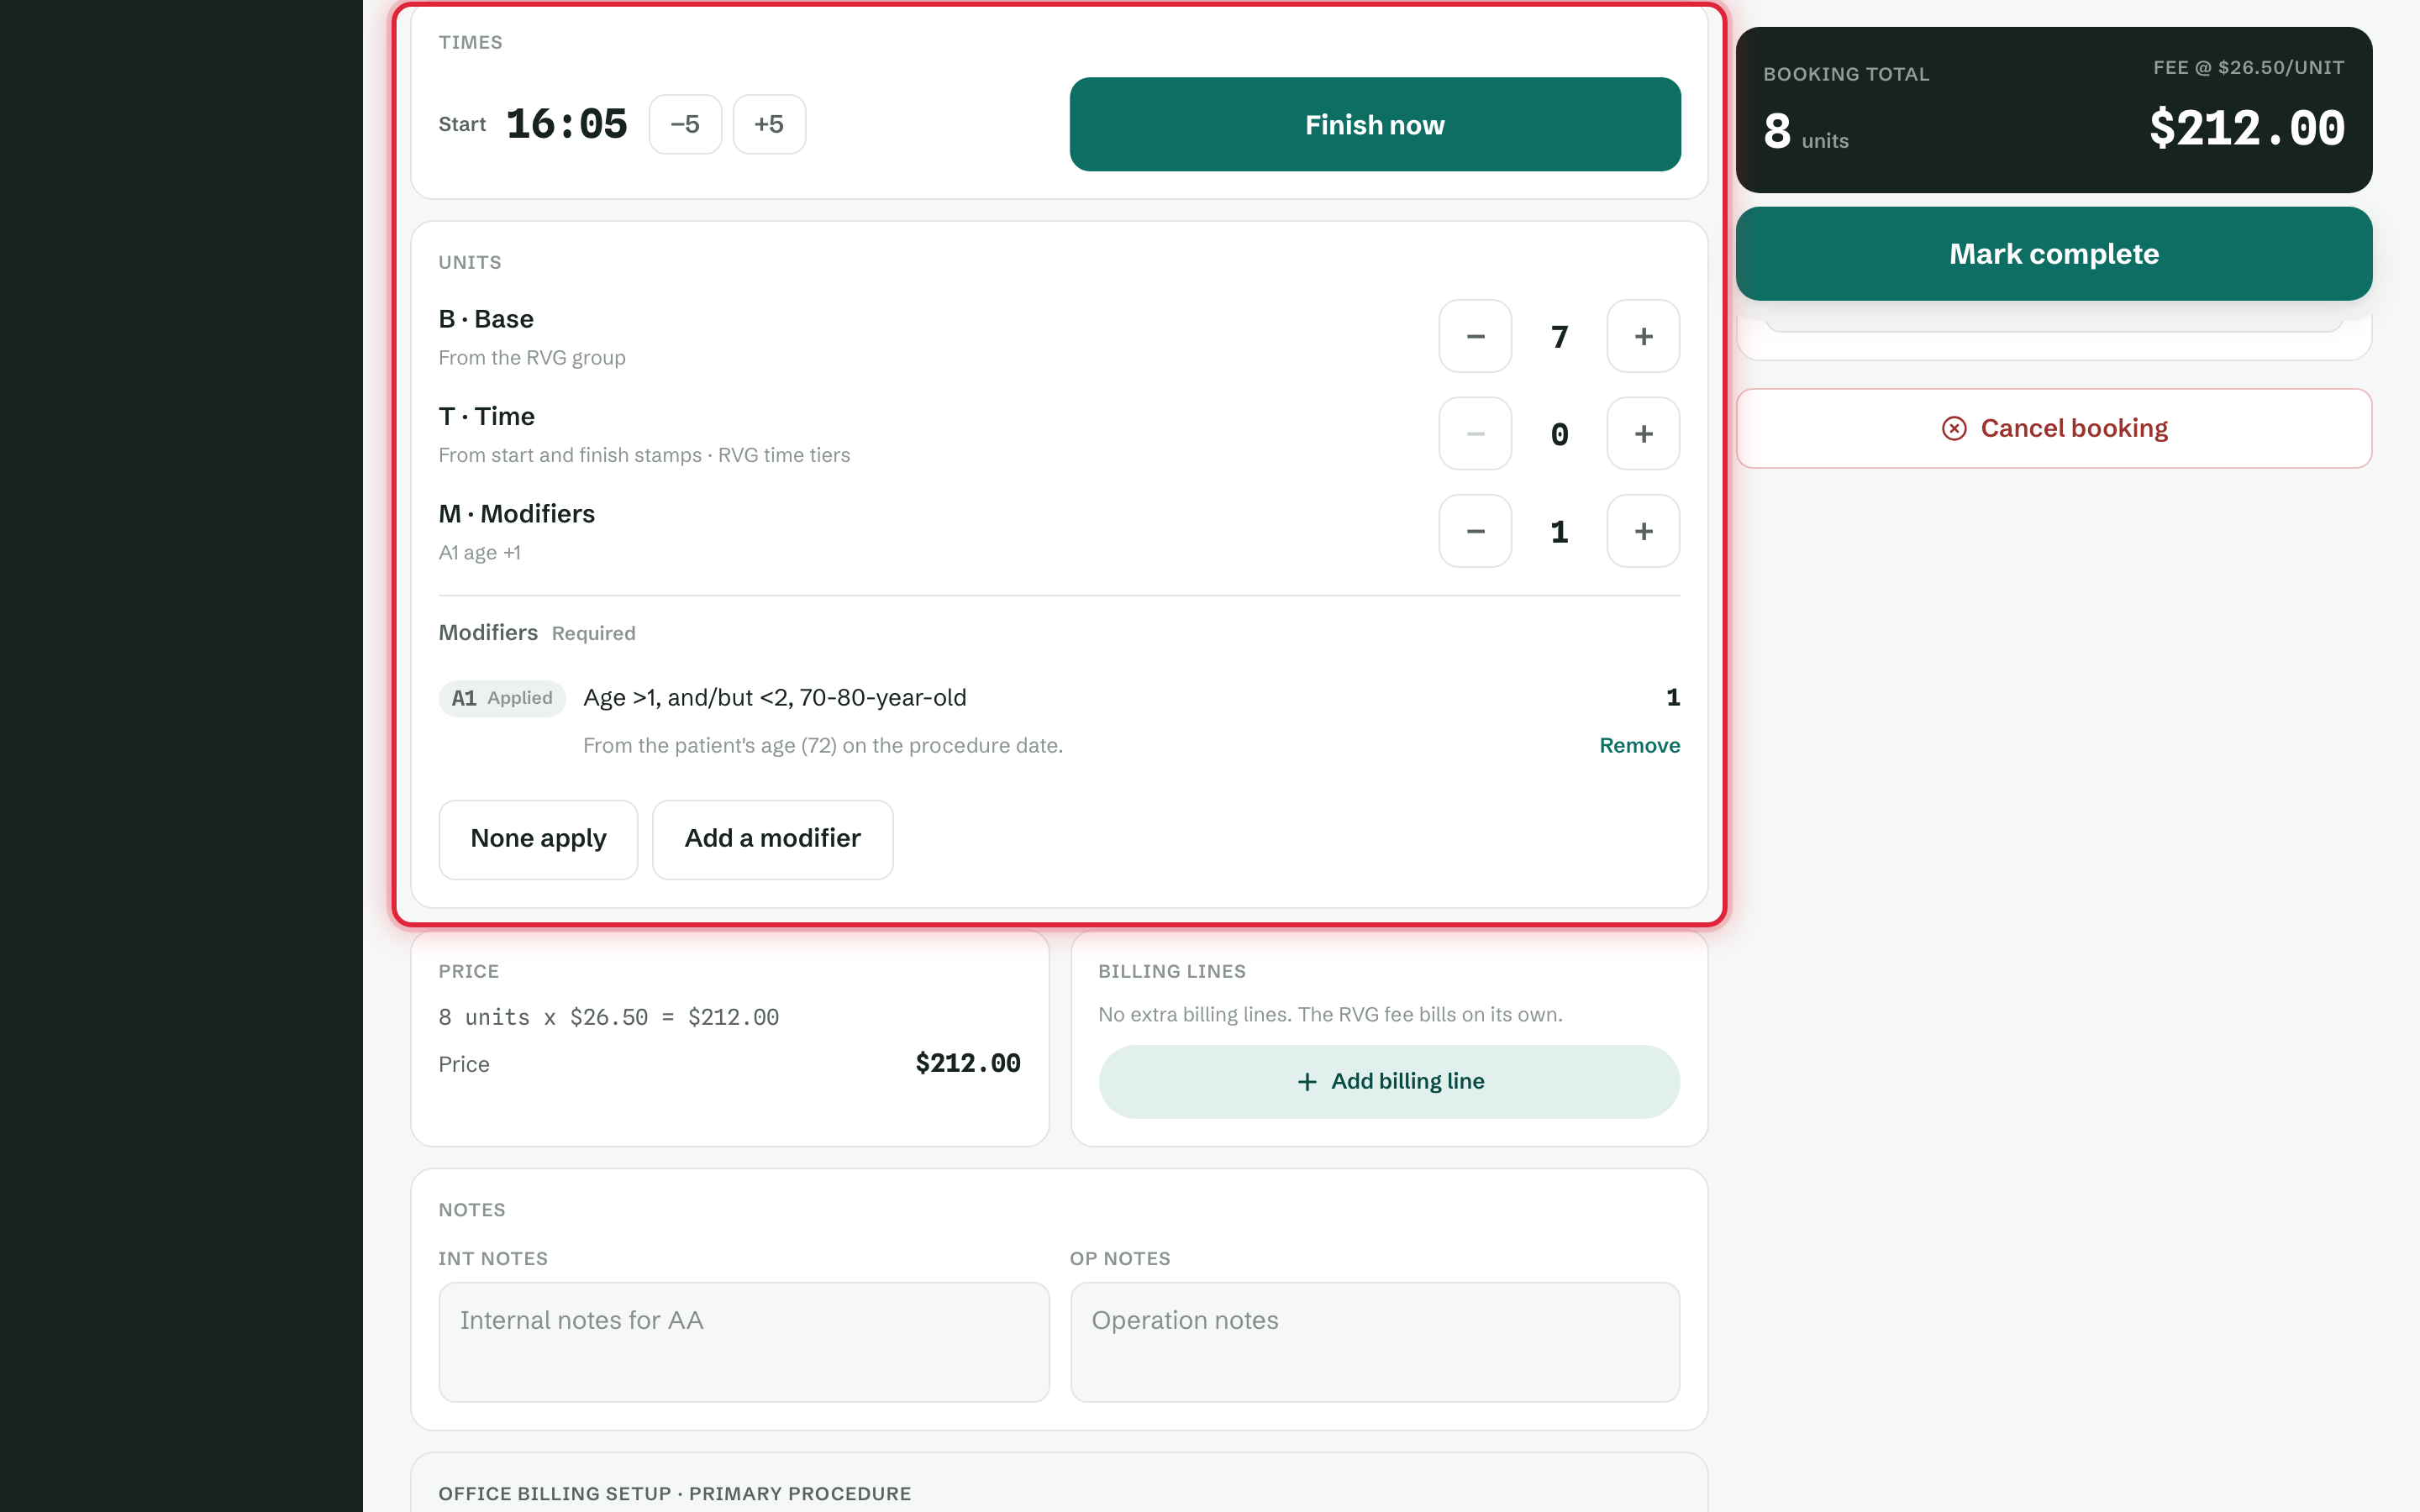 TIMES
Start 16:05 −5 +5 Finish now
UNITS
B · Base
From the RVG group
− 7 +
T · Time
From start and finish stamps · RVG time tiers
− 0 +
M · Modifiers
A1 age +1
− 1 +
Modifiers Required
A1 Applied Age >1, and/but <2, 70-80-year-old 1
From the patient's age (72) on the procedure date. Remove
None apply Add a modifier
PRICE
8 units x $26.50 = $212.00
Price $212.00
BILLING LINES
No extra billing lines. The RVG fee bills on its own.
+ Add billing line
NOTES
INT NOTES
Internal notes for AA
OP NOTES
Operation notes
OFFICE BILLING SETUP · PRIMARY PROCEDURE
BOOKING TOTAL
8 units
FEE @ $26.50/UNIT
$212.00
Mark complete
Cancel booking